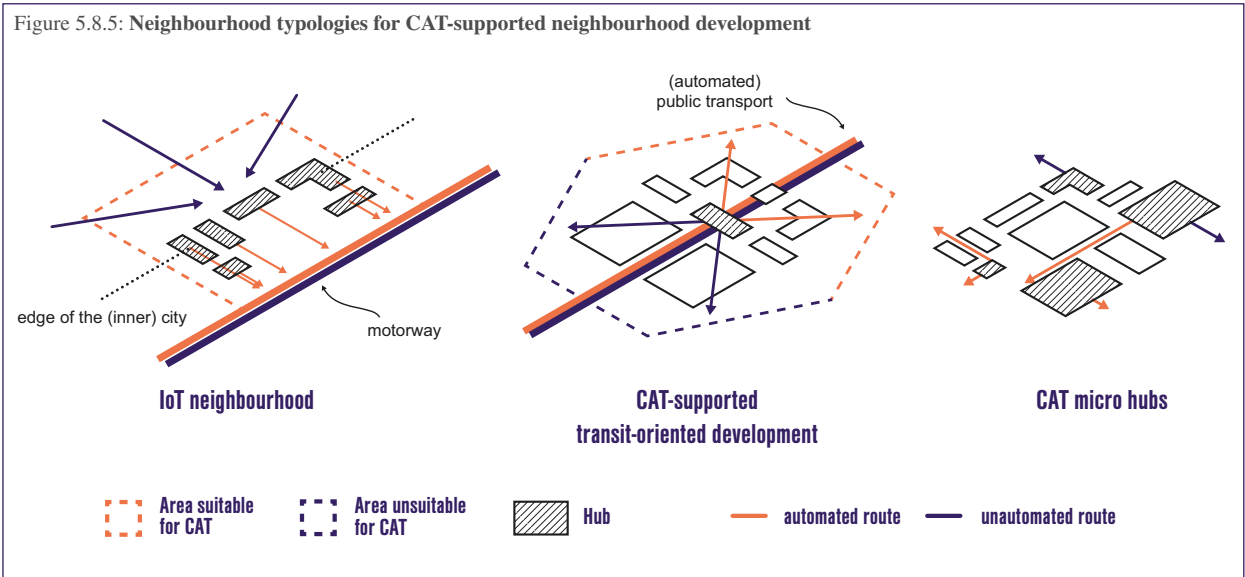 Figure 5.8.5: Neighbourhood typologies for CAT-supported neighbourhood development
(automated)
public transport
edge of the (inner) city
motorway
IoT neighbourhood
CAT-supported
transit-oriented development
CAT micro hubs
Area suitable
for CAT
Area unsuitable
for CAT
Hub
automated route
unautomated route